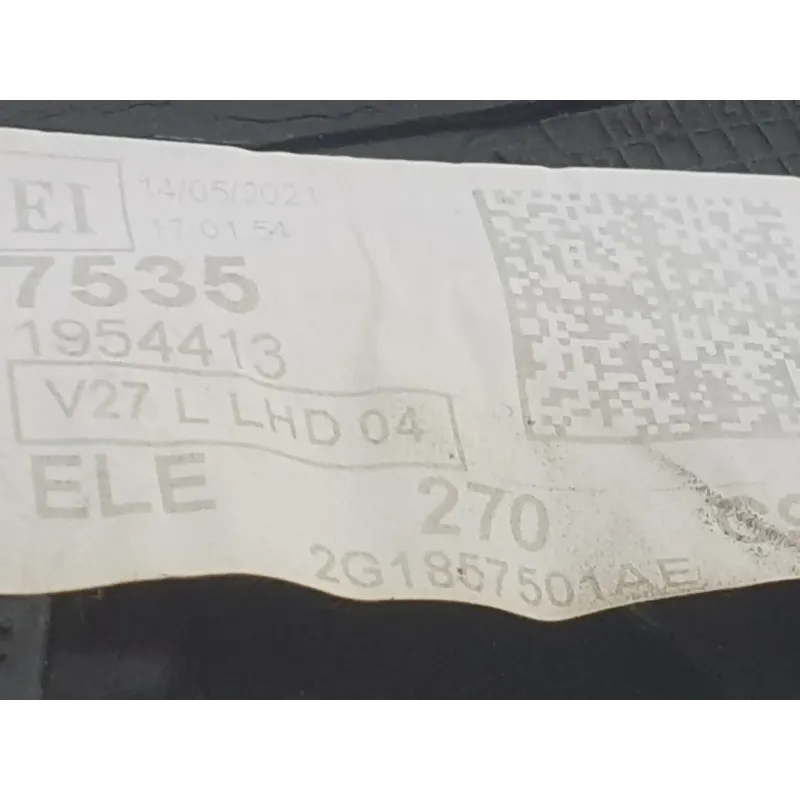 EI 14/05/2021
17:01:54
7535
1954413
V27 L LHD 04
ELE 270
2G1857501AE